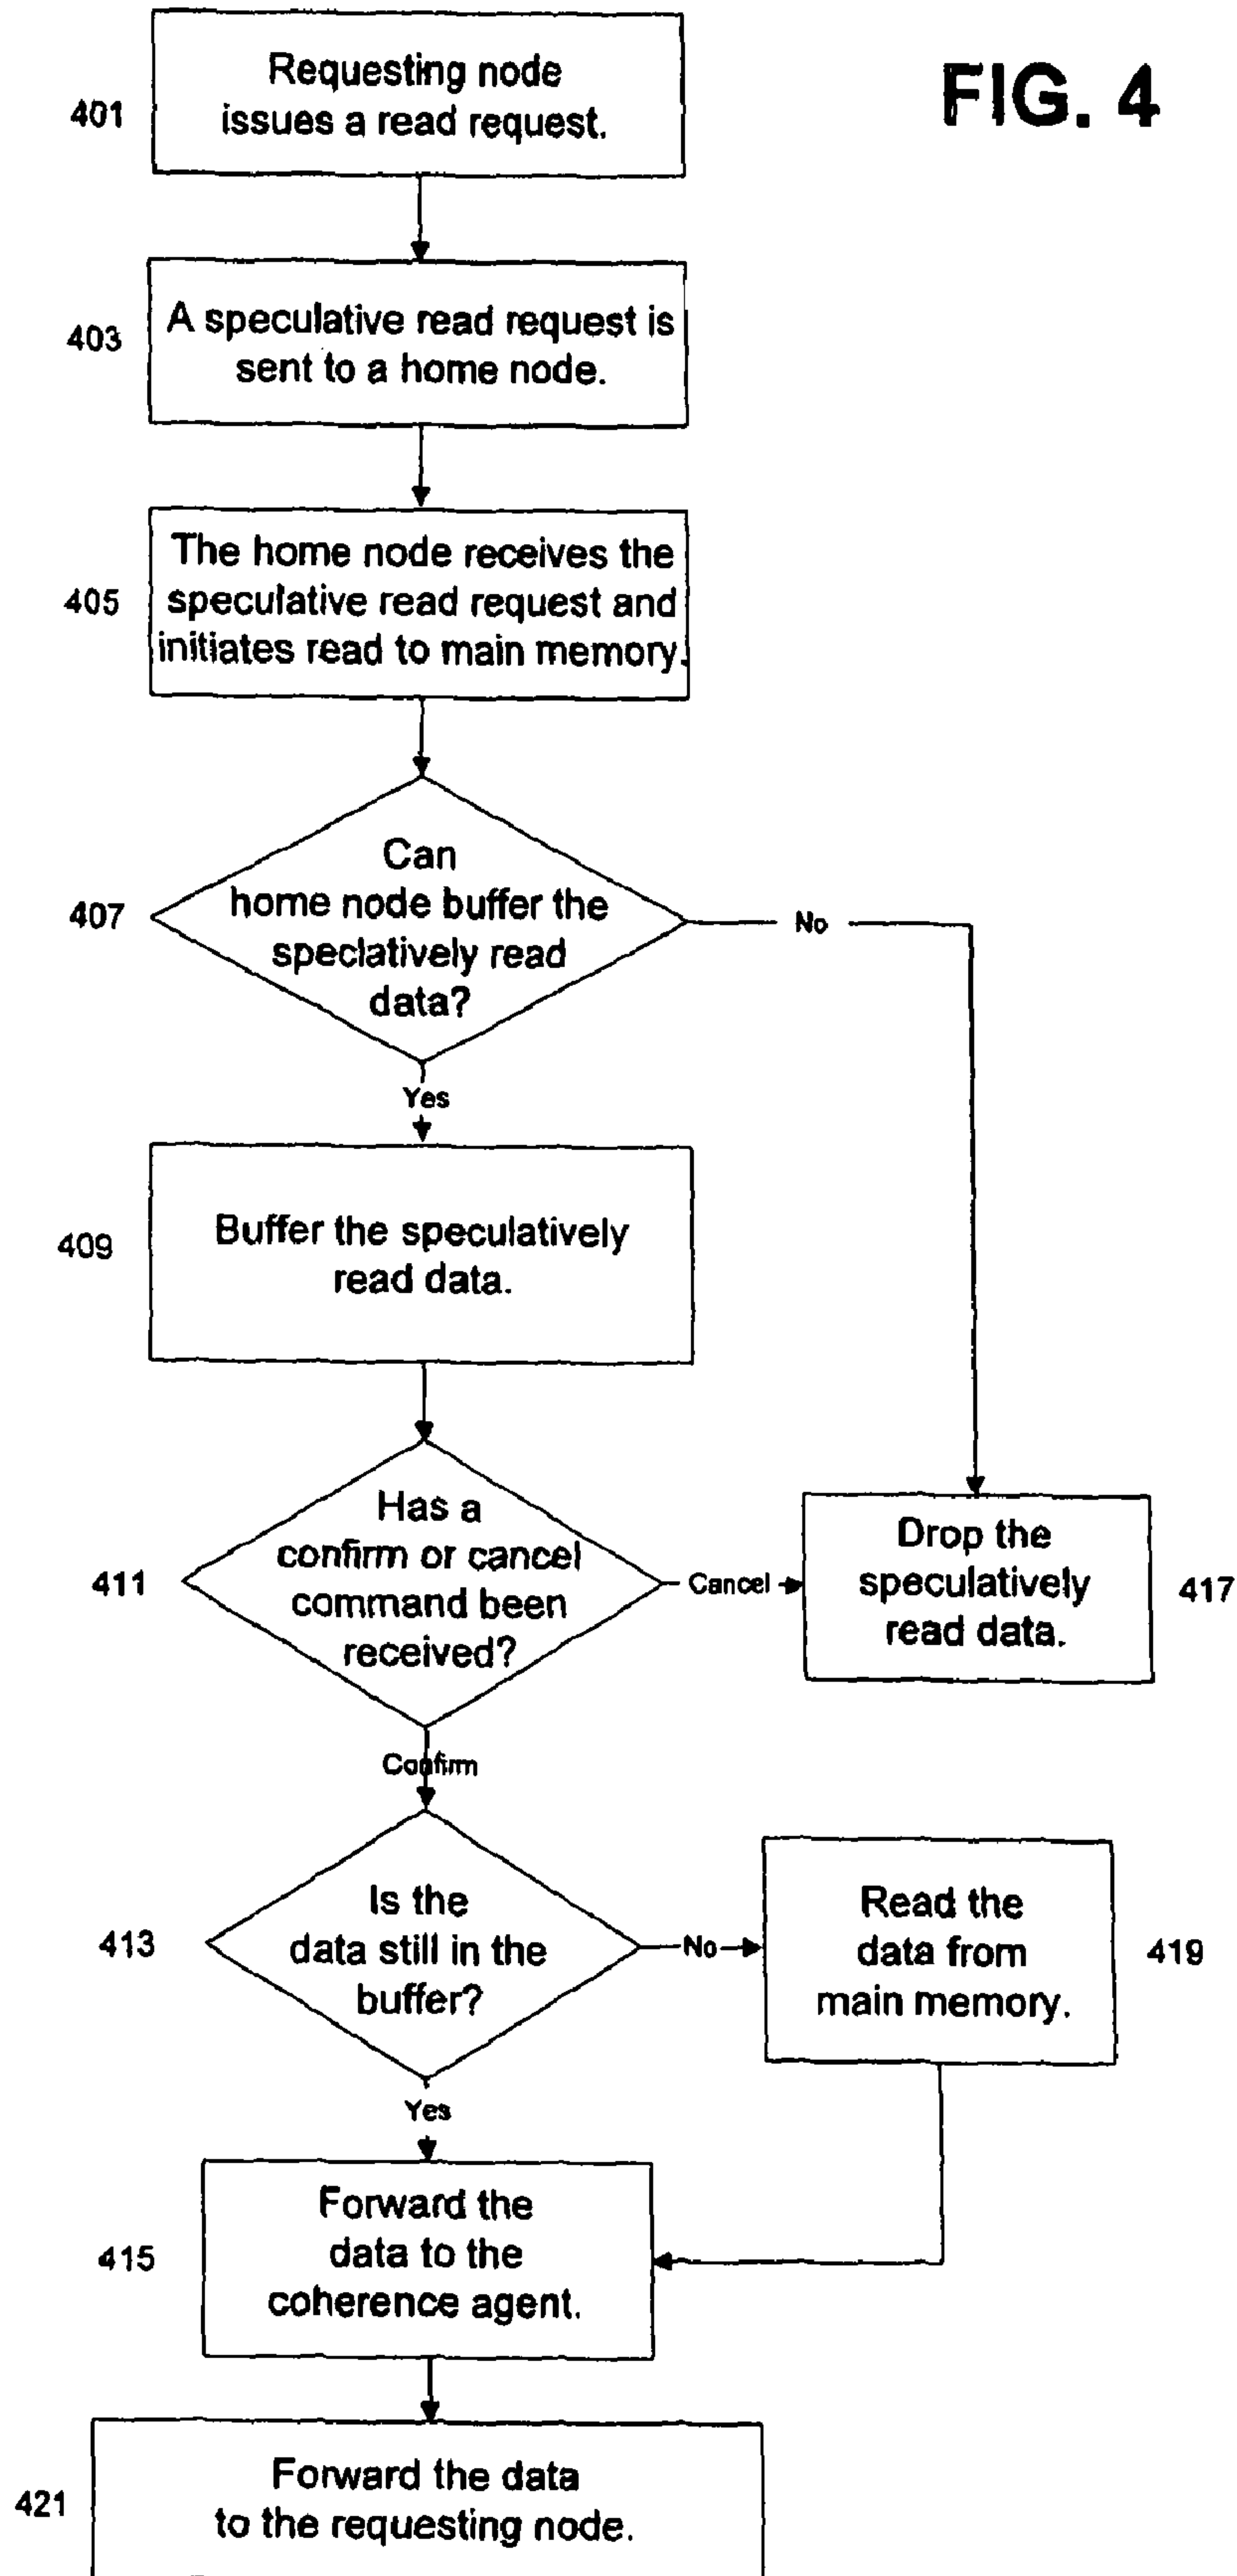 FIG. 4
401
Requesting node
issues a read request.
403
A speculative read request is
sent to a home node.
405
The home node receives the
speculative read request and
initiates read to main memory.
407
Can
home node buffer the
speclatively read
data?
No
Yes
409
Buffer the speculatively
read data.
411
Has a
confirm or cancel
command been
received?
Cancel
Drop the
speculatively
read data.
417
Confirm
413
Is the
data still in the
buffer?
No
Read the
data from
main memory.
419
Yes
415
Forward the
data to the
coherence agent.
421
Forward the data
to the requesting node.